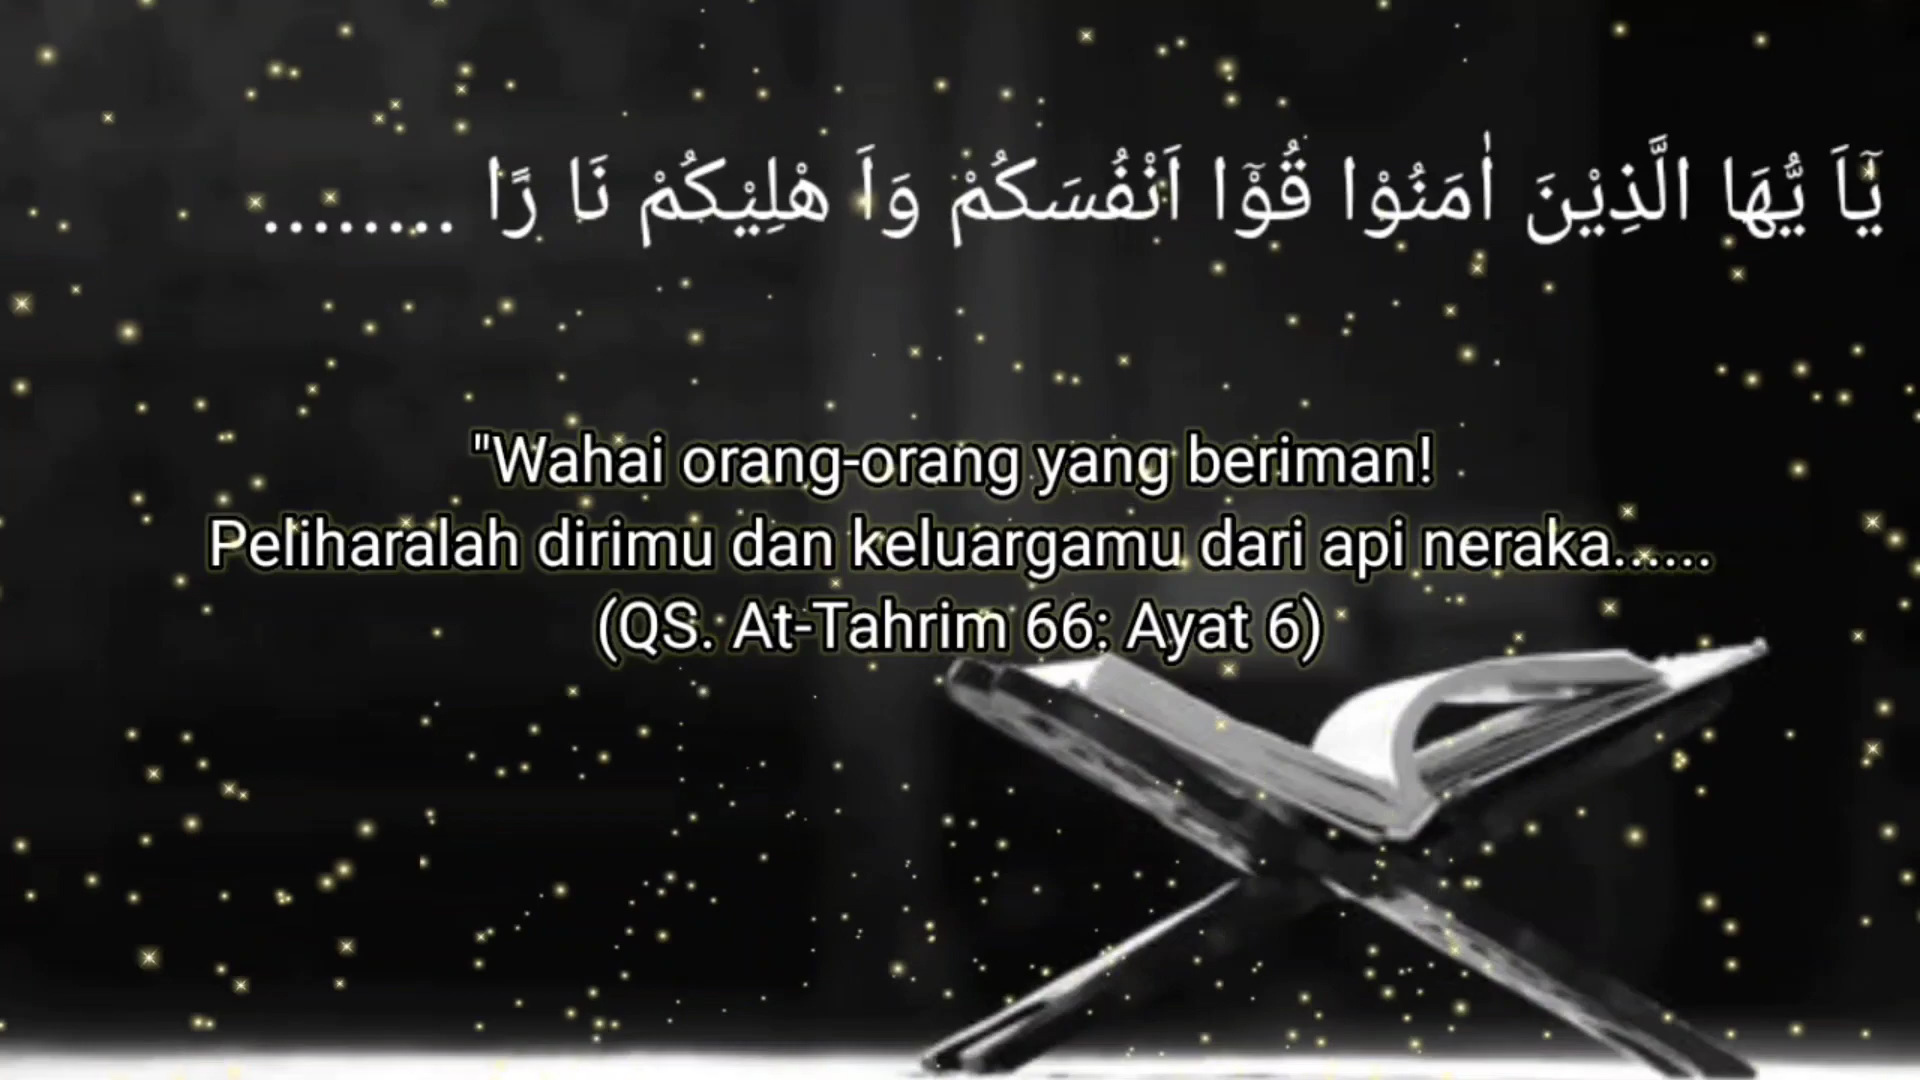 يٰۤاَ يُّهَا الَّذِيْنَ اٰمَنُوْا قُوْۤا اَنْفُسَكُمْ وَاَ هْلِيْكُمْ نَا رًا ........
"Wahai orang-orang yang beriman!
Peliharalah dirimu dan keluargamu dari api neraka......
(QS. At-Tahrim 66: Ayat 6)